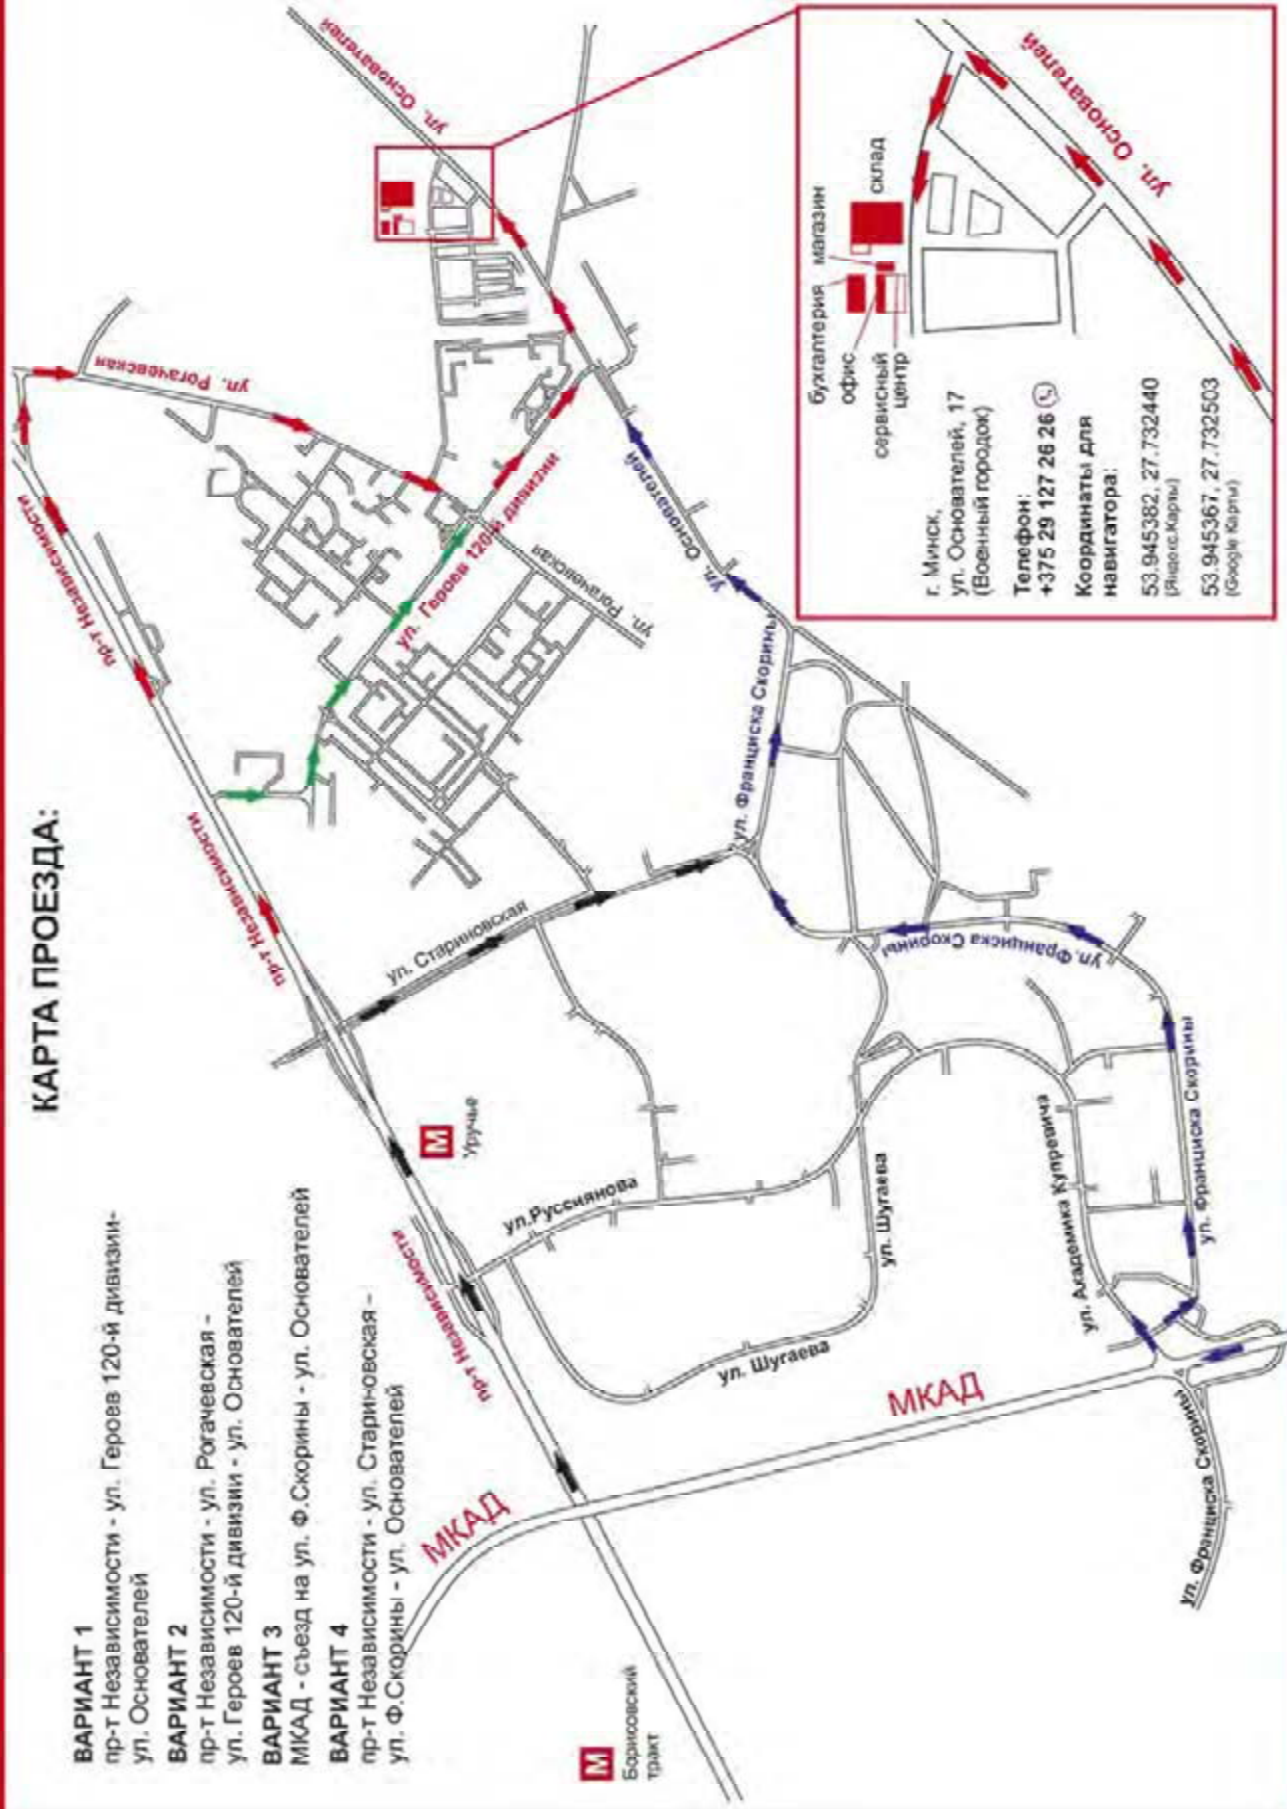 КАРТА ПРОЕЗДА:
ВАРИАНТ 1
пр-т Независимости - ул. Героев 120-й дивизии-
ул. Основателей
ВАРИАНТ 2
пр-т Независимости - ул. Рогачевская -
ул. Героев 120-й дивизии - ул. Основателей
ВАРИАНТ 3
МКАД - съезд на ул. Ф.Скорины - ул. Основателей
ВАРИАНТ 4
пр-т Независимости - ул. Стариновская -
ул. Ф.Скорины - ул. Основателей
М
Борисовский
тракт
МКАД
МКАД
пр-т Независимости
М
Уручье
пр-т Независимости
пр-т Независимости
ул. Рогачевская
ул. Рогачевская
ул. Героев 120-й дивизии
ул. Основателей
ул. Основателей
ул. Стариновская
ул.Руссиянова
ул. Шугаева
ул. Шугаева
ул. Академика Купревича
ул. Франциска Скорины
ул. Франциска Скорины
ул.Франциска Скорины
ул. Франциска Скорины
бухгалтерия
магазин
офис
склад
сервисный
центр
ул. Основателей
г. Минск,
ул. Основателей, 17
(Военный городок)
Телефон:
+375 29 127 26 26
Координаты для
навигатора:
53.945382, 27.732440
(Яндекс.Карты)
53.945367, 27.732503
(Google Карты)